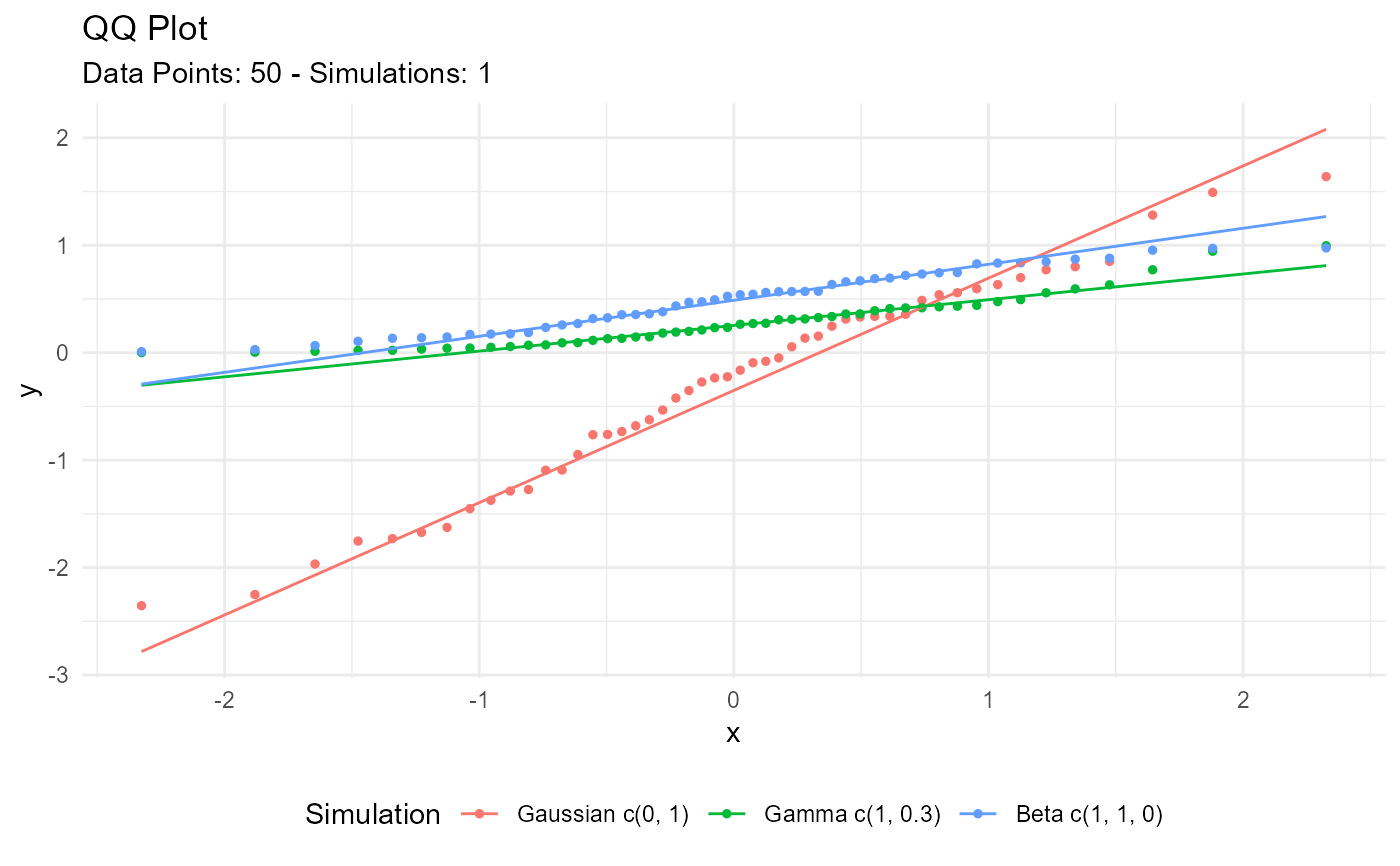 QQ Plot
Data Points: 50 - Simulations: 1
2
1
0
-1
-2
-3
y
-2 -1 0 1 2
x
Simulation Gaussian c(0, 1) Gamma c(1, 0.3) Beta c(1, 1, 0)